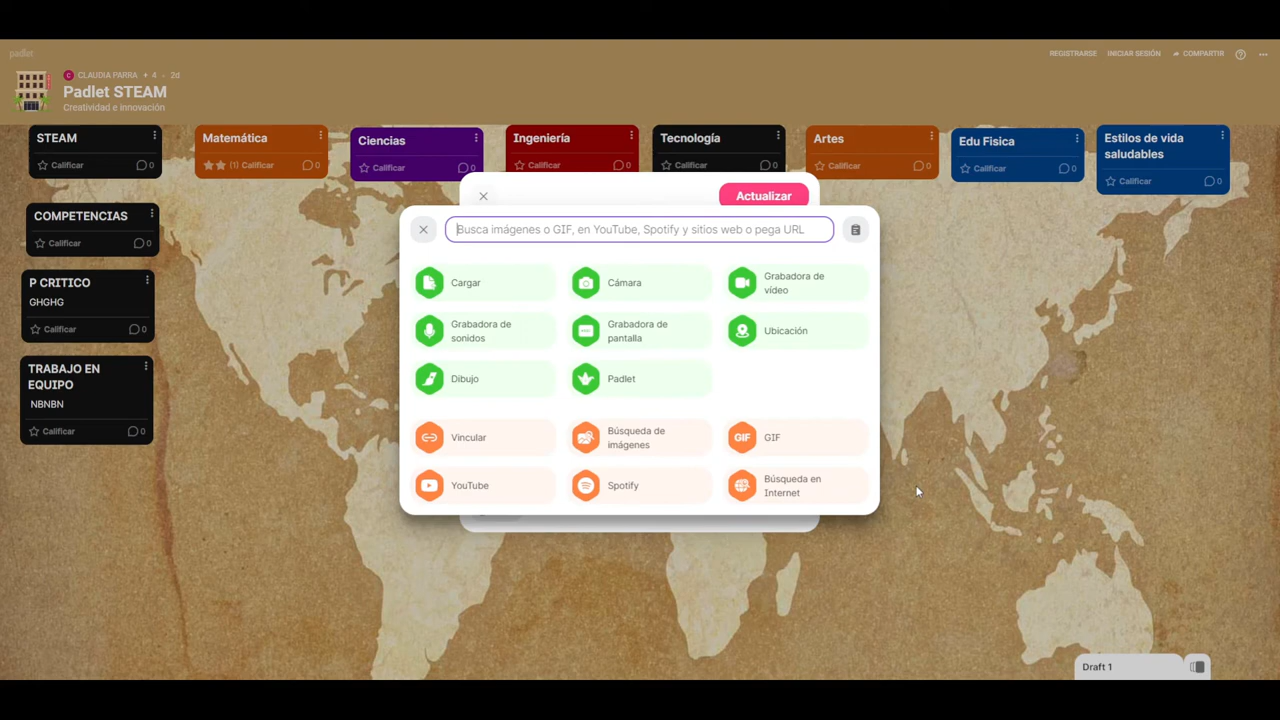 padlet
REGISTRARSE
INICIAR SESIÓN
COMPARTIR
C CLAUDIA PARRA + 4 - 2d
Padlet STEAM
Creatividad e innovación
STEAM
Calificar 0
Matemática
(1) Calificar 0
Ciencias
Calificar 0
Ingeniería
Calificar
Tecnología
Calificar 0
Artes
Calificar 0
Edu Fisica
Calificar 0
Estilos de vida
saludables
Calificar 0
COMPETENCIAS
Calificar 0
P CRITICO
GHGHG
Calificar 0
TRABAJO EN
EQUIPO
NBNBN
Calificar 0
Actualizar
Busca imágenes o GIF, en YouTube, Spotify y sitios web o pega URL
Cargar
Cámara
Grabadora de
vídeo
Grabadora de
sonidos
Grabadora de
pantalla
Ubicación
Dibujo
Padlet
Vincular
Búsqueda de
imágenes
GIF
GIF
YouTube
Spotify
Búsqueda en
Internet
Draft 1